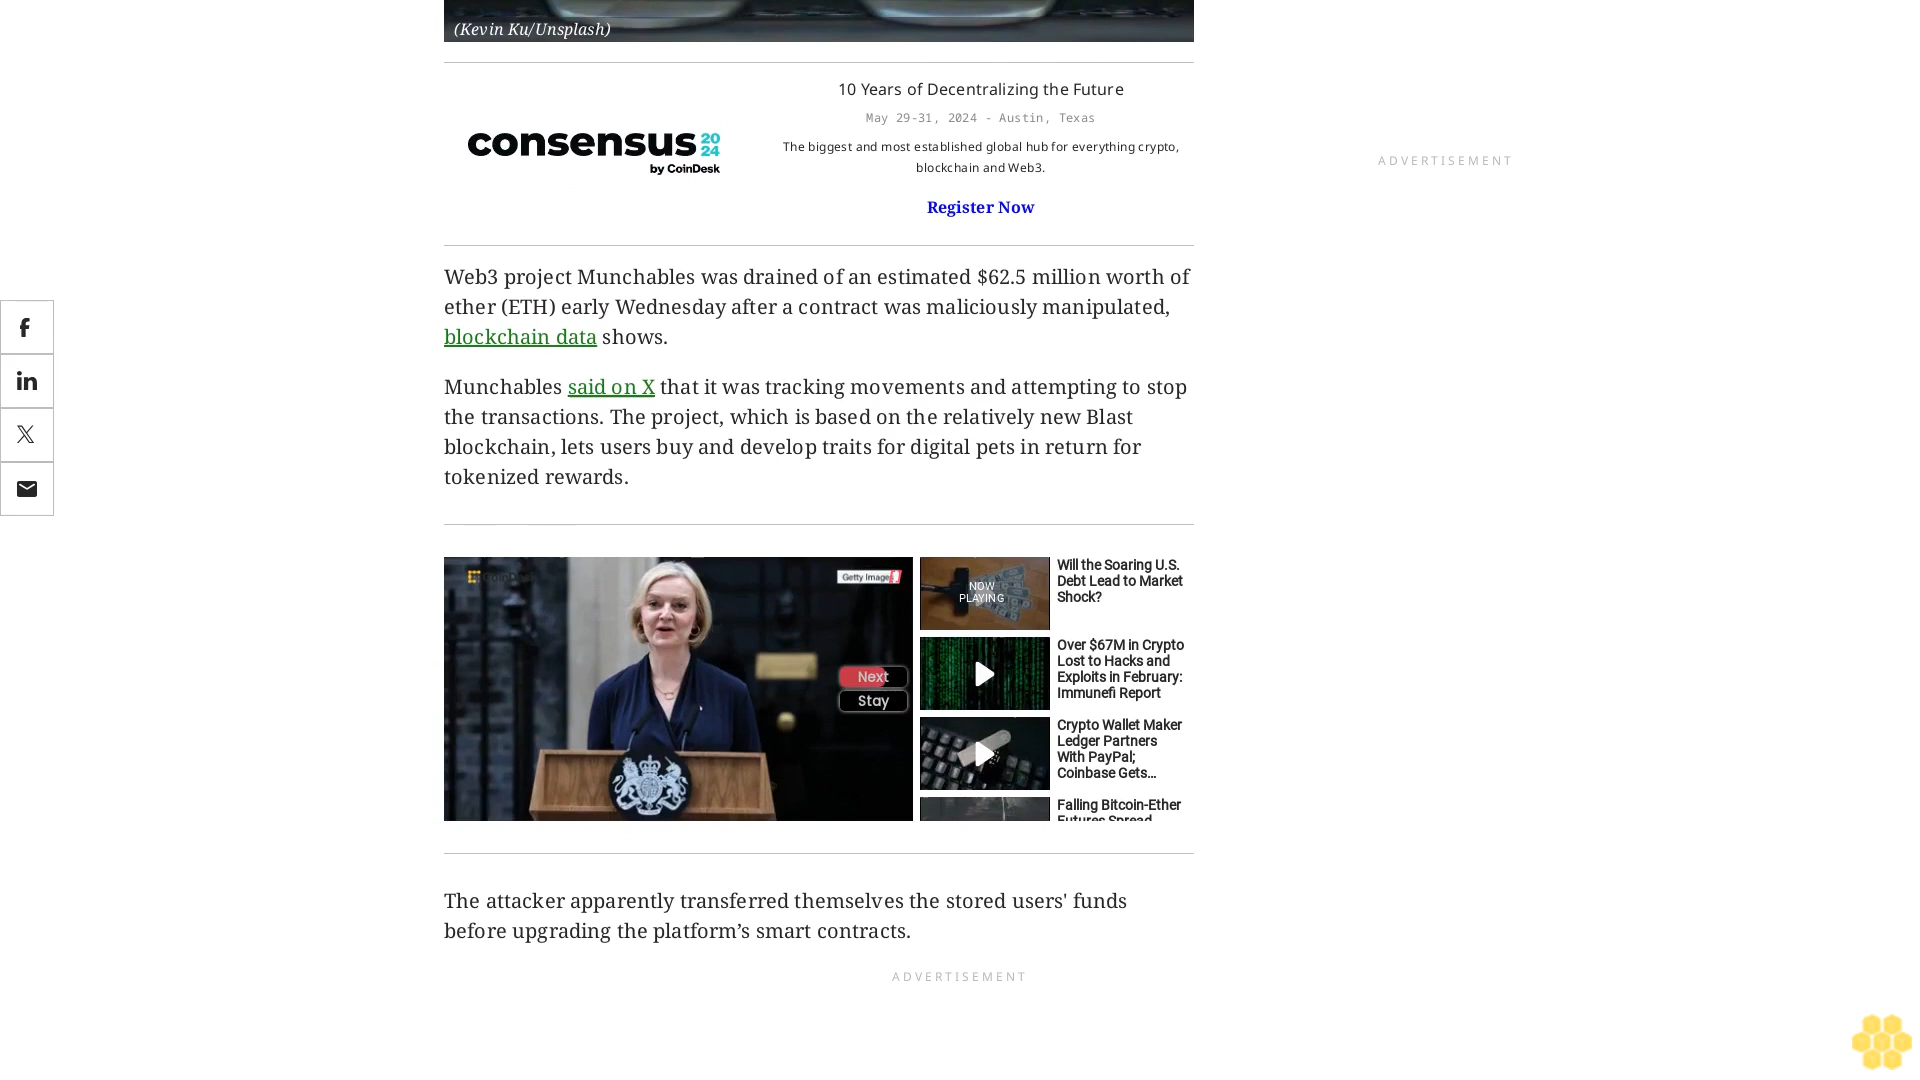 (Kevin Ku/Unsplash)
consensus 20 24
by CoinDesk
10 Years of Decentralizing the Future
May 29-31, 2024 - Austin, Texas
The biggest and most established global hub for everything crypto,
blockchain and Web3.
Register Now
ADVERTISEMENT
Web3 project Munchables was drained of an estimated $62.5 million worth of
ether (ETH) early Wednesday after a contract was maliciously manipulated,
blockchain data shows.
Munchables said on X that it was tracking movements and attempting to stop
the transactions. The project, which is based on the relatively new Blast
blockchain, lets users buy and develop traits for digital pets in return for
tokenized rewards.
CoinDesk
Getty Images
Next
Stay
NOW
PLAYING
Will the Soaring U.S.
Debt Lead to Market
Shock?
Over $67M in Crypto
Lost to Hacks and
Exploits in February:
Immunefi Report
Crypto Wallet Maker
Ledger Partners
With PayPal;
Coinbase Gets...
Falling Bitcoin-Ether
Futures Spread
The attacker apparently transferred themselves the stored users' funds
before upgrading the platform’s smart contracts.
ADVERTISEMENT